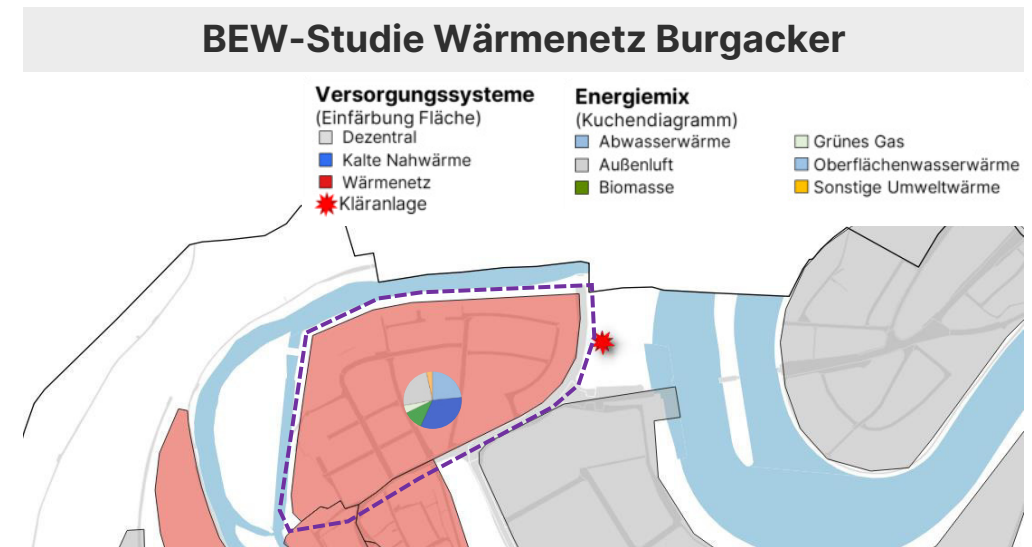 BEW-Studie Wärmenetz Burgacker
Versorgungssysteme
(Einfärbung Fläche)
Dezentral
Kalte Nahwärme
Wärmenetz
Kläranlage
Energiemix
(Kuchendiagramm)
Abwasserwärme
Außenluft
Biomasse
Grünes Gas
Oberflächenwasserwärme
Sonstige Umweltwärme